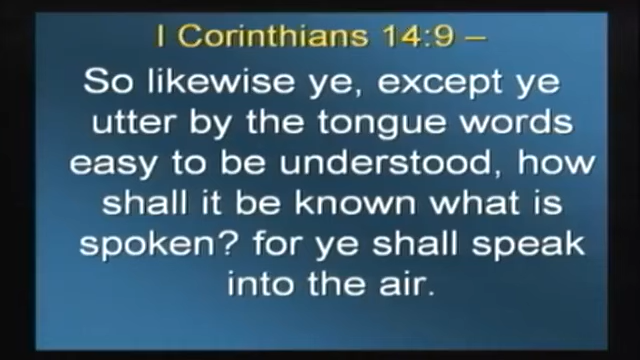 I Corinthians 14:9 –
So likewise ye, except ye
utter by the tongue words
easy to be understood, how
shall it be known what is
spoken? for ye shall speak
into the air.